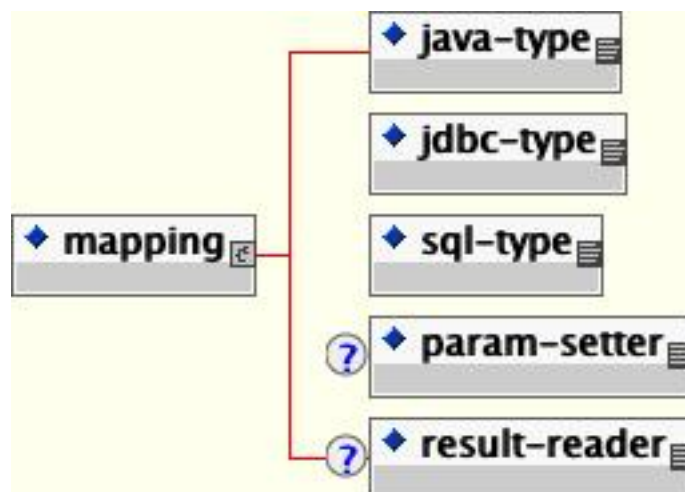 java-type
jdbc-type
mapping
sql-type
? param-setter
? result-reader